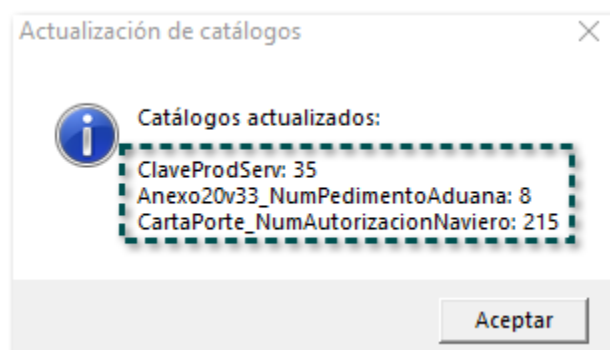 Actualización de catálogos
Catálogos actualizados:
ClaveProdServ: 35
Anexo20v33_NumPedimentoAduana: 8
CartaPorte_NumAutorizacionNaviero: 215
Aceptar